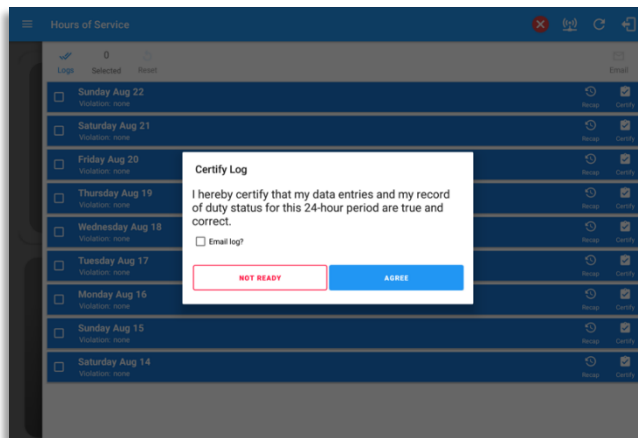 Hours of Service
Logs
0
Selected
Reset
Email
Sunday Aug 22
Violation: none
Recap
Certify
Saturday Aug 21
Violation: none
Recap
Certify
Friday Aug 20
Violation: none
Recap
Certify
Thursday Aug 19
Violation: none
Recap
Certify
Wednesday Aug 18
Violation: none
Recap
Certify
Tuesday Aug 17
Violation: none
Recap
Certify
Monday Aug 16
Violation: none
Recap
Certify
Sunday Aug 15
Violation: none
Recap
Certify
Saturday Aug 14
Violation: none
Recap
Certify
Certify Log
I hereby certify that my data entries and my record
of duty status for this 24-hour period are true and
correct.
Email log?
NOT READY
AGREE